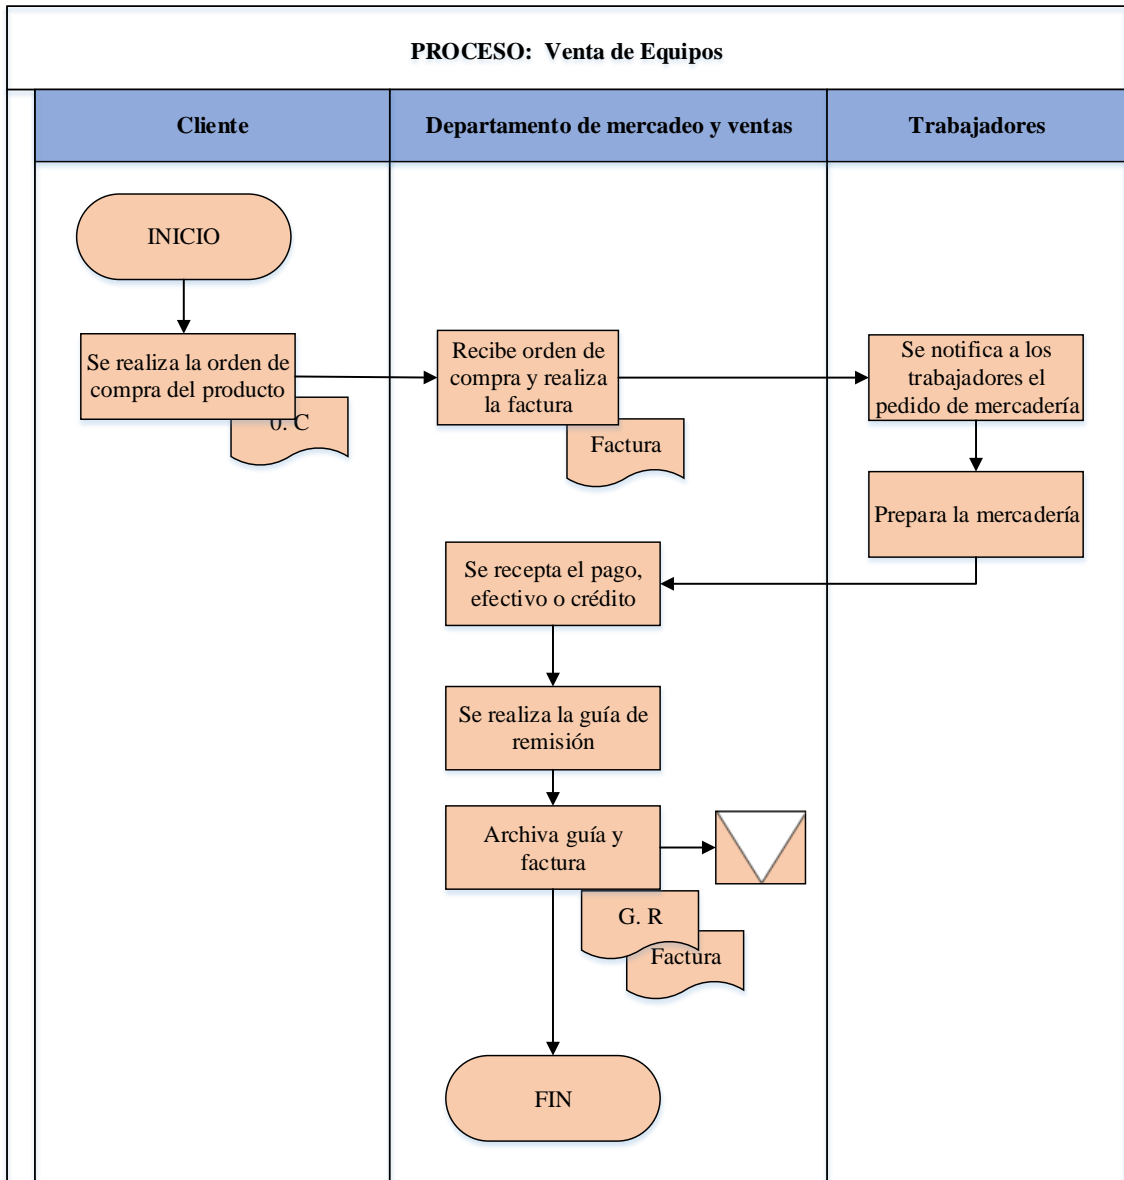 PROCESO: Venta de Equipos
Cliente
Departamento de mercadeo y ventas
Trabajadores
INICIO
Se realiza la orden de
compra del producto
0. C
Recibe orden de
compra y realiza
la factura
Factura
Se notifica a los
trabajadores el
pedido de mercadería
Prepara la mercadería
Se recepta el pago,
efectivo o crédito
Se realiza la guía de
remisión
Archiva guía y
factura
G. R
Factura
FIN